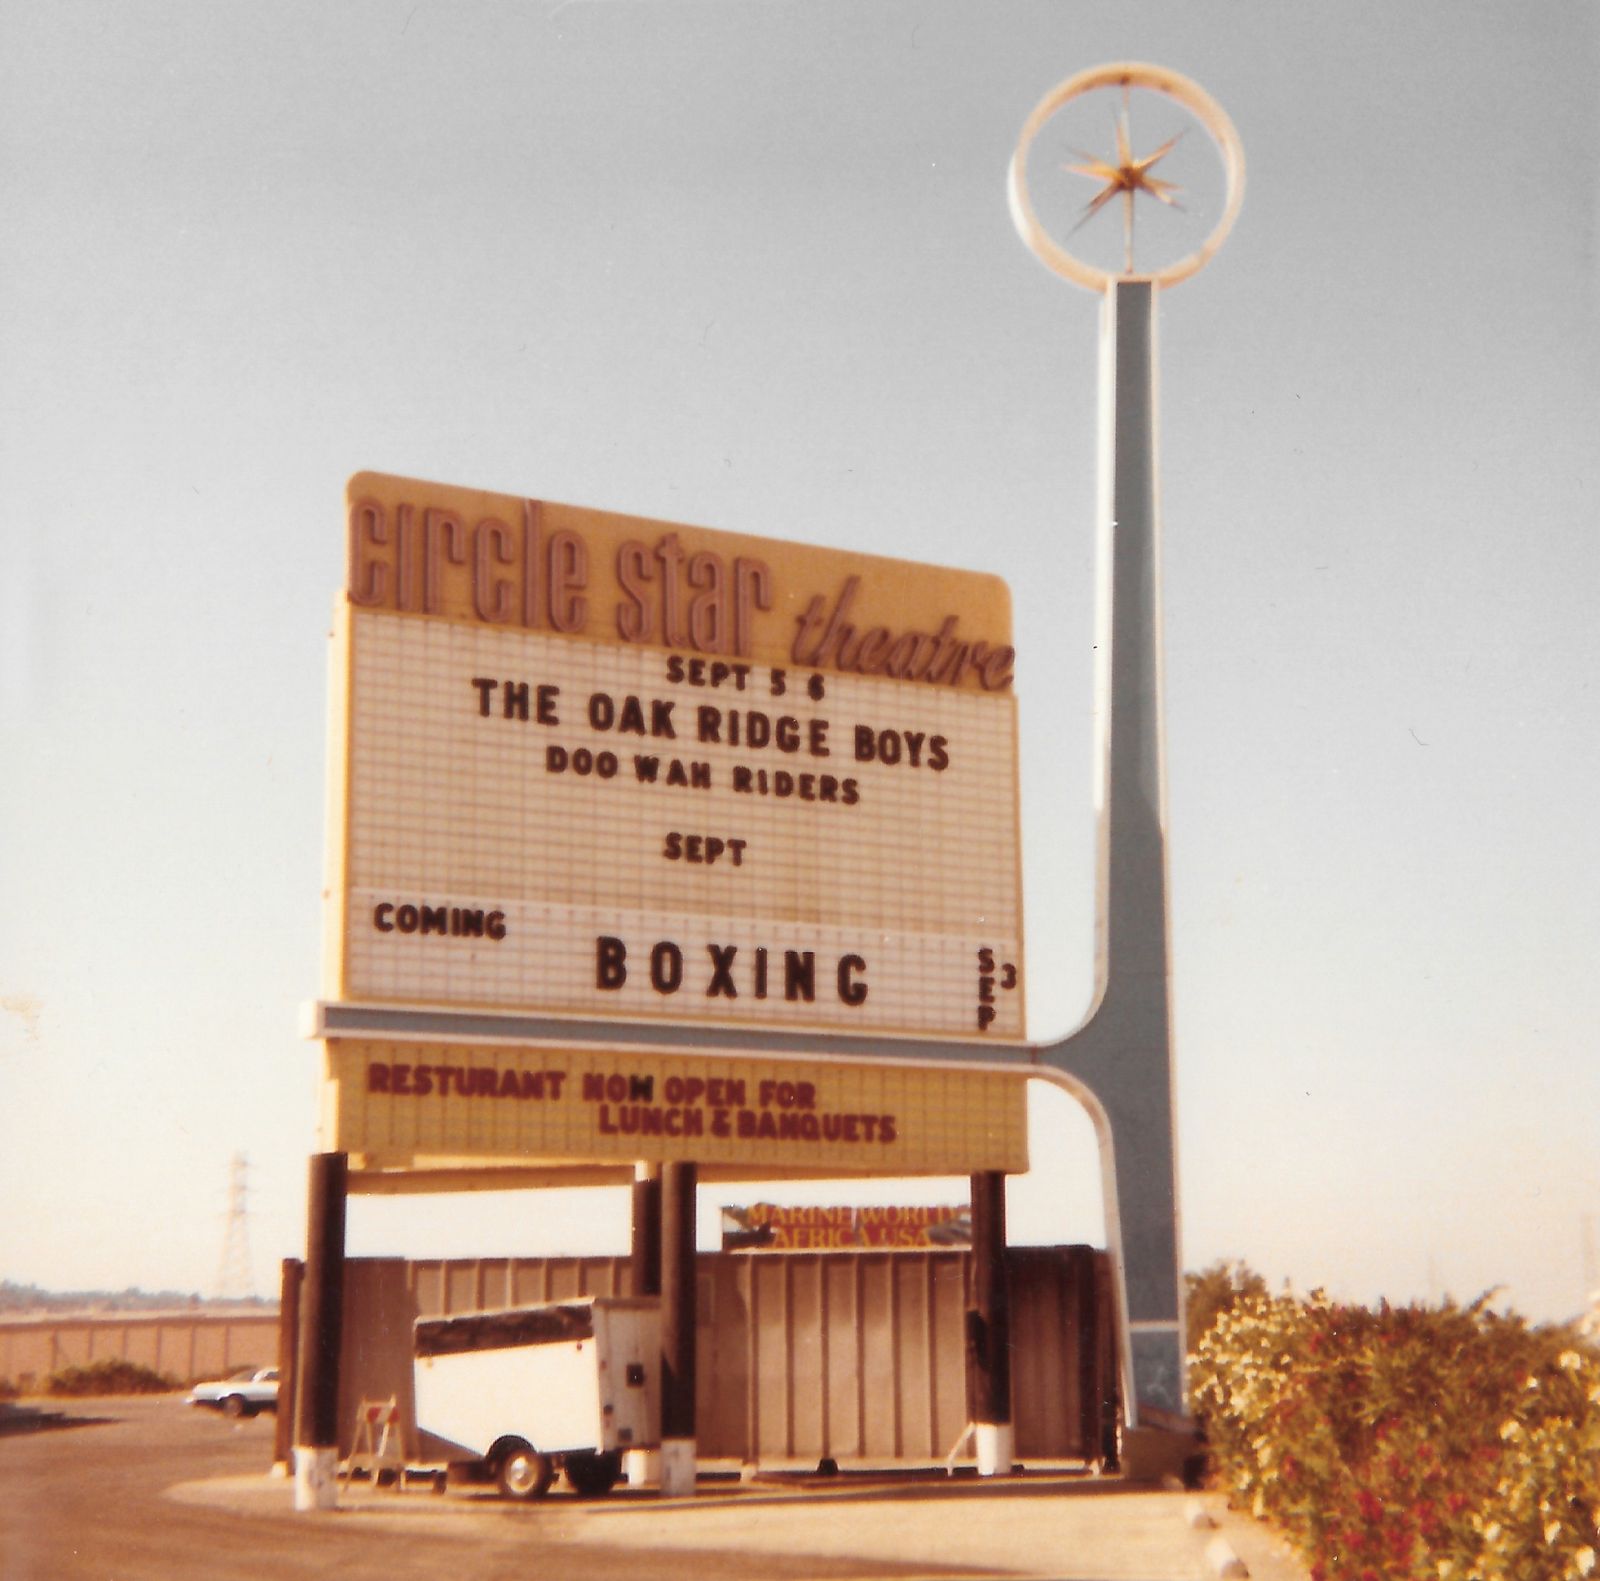 circle star theatre
SEPT 5 6
THE OAK RIDGE BOYS
DOO WAH RIDERS
SEPT
COMING
BOXING
SEP 3
RESTURANT NOW OPEN FOR
LUNCH & BANQUETS
MARINE WORLD
AFRICA USA